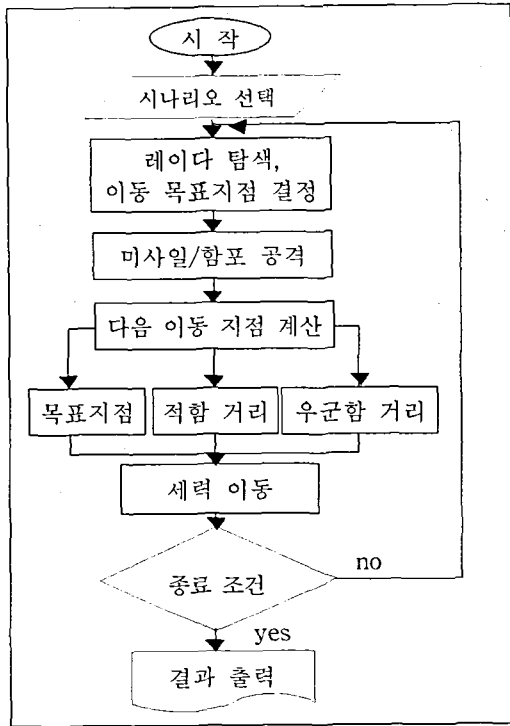 시 작
시나리오 선택
레이다 탐색,
이동 목표지점 결정
미사일/함포 공격
다음 이동 지점 계산
목표지점
적함 거리
우군함 거리
세력 이동
종료 조건
no
yes
결과 출력